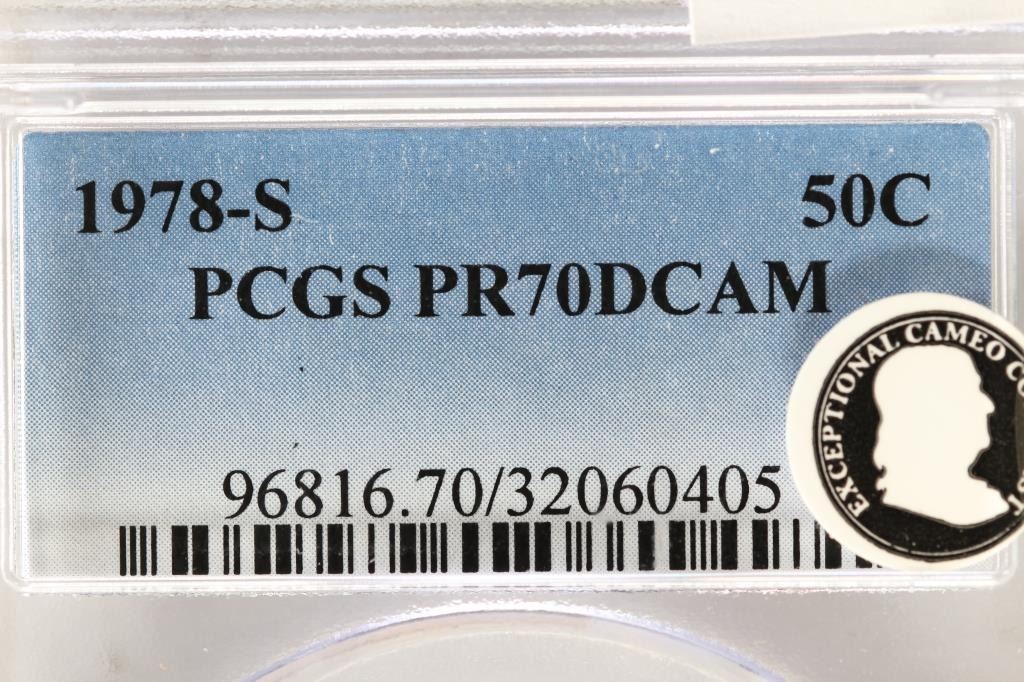 1978-S 50C
PCGS PR70DCAM
96816.70/32060405
EXCEPTIONAL CAMEO